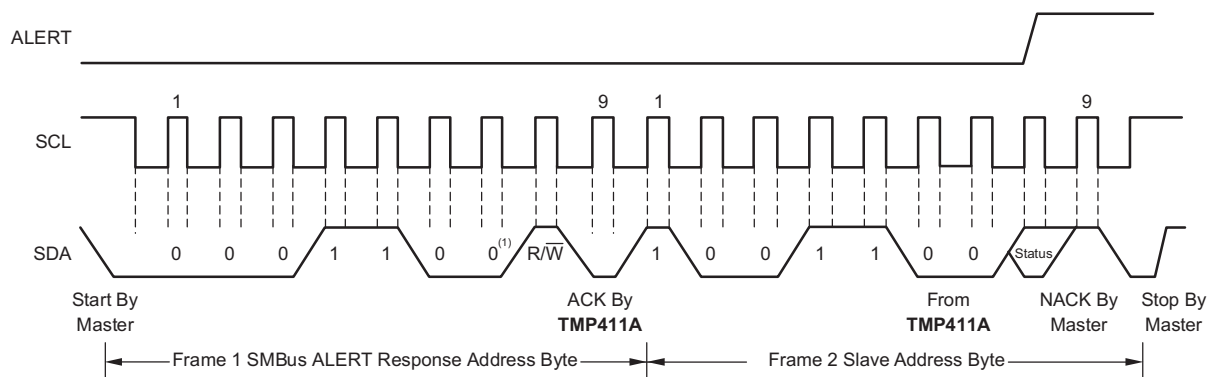 ALERT
1 9 1 9
SCL
SDA 0 0 0 1 1 0 0(1) R/W 1 0 0 1 1 0 0 Status
Start By Master
ACK By TMP411A
From TMP411A
NACK By Master
Stop By Master
Frame 1 SMBus ALERT Response Address Byte
Frame 2 Slave Address Byte